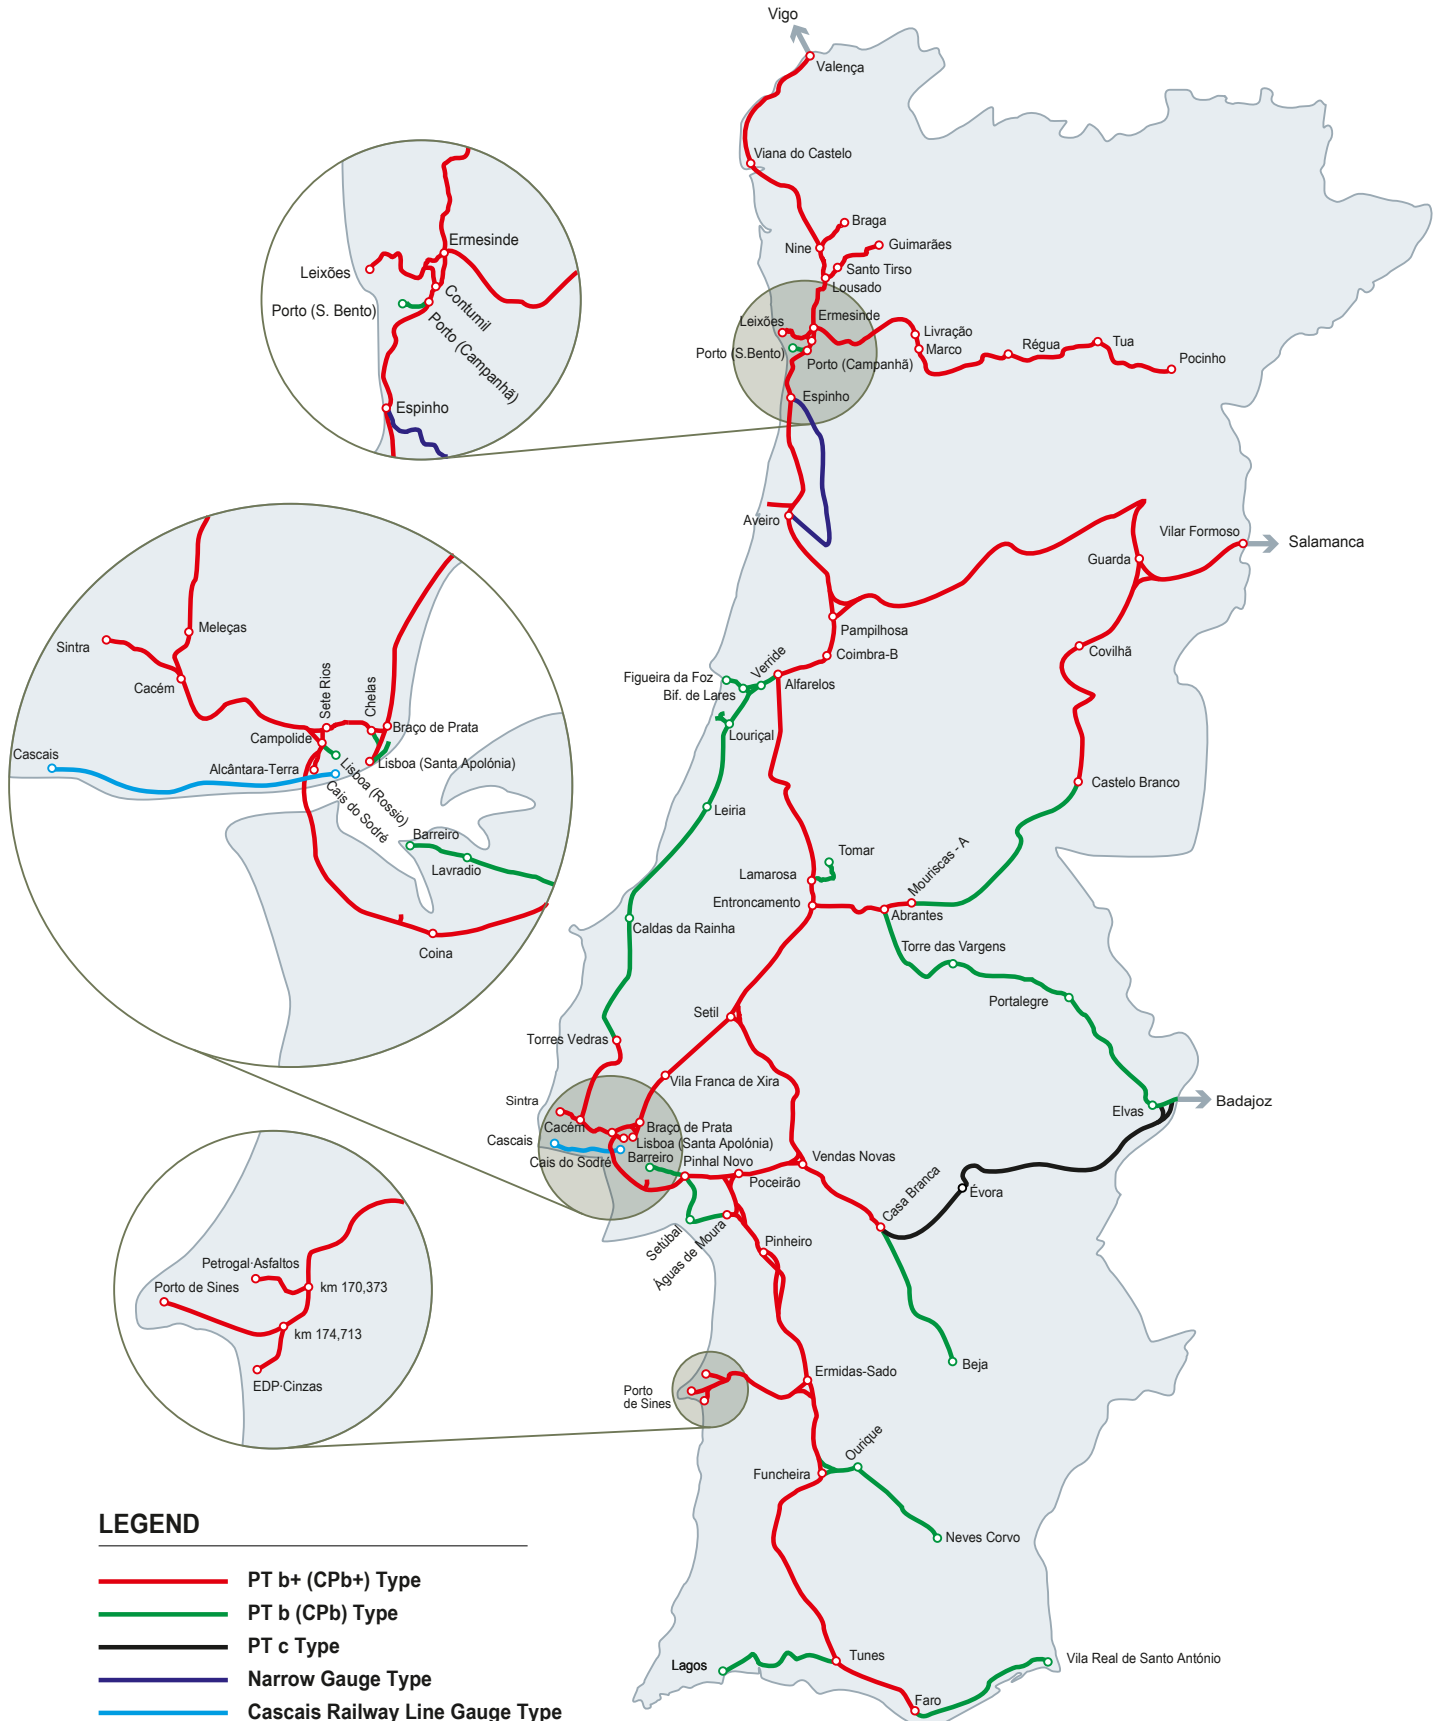 Vigo
Valença
Viana do Castelo
Braga
Nine
Guimarães
Santo Tirso
Lousado
Ermesinde
Leixões
Porto (S. Bento)
Contumil
Porto (Campanhã)
Espinho
Leixões
Ermesinde
Porto (S.Bento)
Porto (Campanhã)
Livração
Marco
Régua
Tua
Pocinho
Espinho
Aveiro
Vilar Formoso
Salamanca
Guarda
Pampilhosa
Coimbra-B
Covilhã
Figueira da Foz
Verride
Bif. de Lares
Alfarelos
Louriçal
Castelo Branco
Leiria
Tomar
Lamarosa
Mouriscas - A
Entroncamento
Abrantes
Caldas da Rainha
Torre das Vargens
Portalegre
Setil
Torres Vedras
Vila Franca de Xira
Elvas
Badajoz
Meleças
Sintra
Cacém
Sete Rios
Chelas
Braço de Prata
Campolide
Cascais
Alcântara-Terra
Lisboa (Santa Apolónia)
Lisboa (Rossio)
Cais do Sodré
Barreiro
Lavradio
Coina
Sintra
Cacém
Braço de Prata
Cascais
Lisboa (Santa Apolónia)
Cais do Sodré
Barreiro
Pinhal Novo
Poceirão
Vendas Novas
Casa Branca
Évora
Setúbal
Águas de Moura
Pinheiro
Petrogal·Asfaltos
Porto de Sines
km 170,373
km 174,713
EDP·Cinzas
Beja
Ermidas-Sado
Porto
de Sines
Ourique
Funcheira
Neves Corvo
Tunes
Lagos
Vila Real de Santo António
Faro
LEGEND
PT b+ (CPb+) Type
PT b (CPb) Type
PT c Type
Narrow Gauge Type
Cascais Railway Line Gauge Type